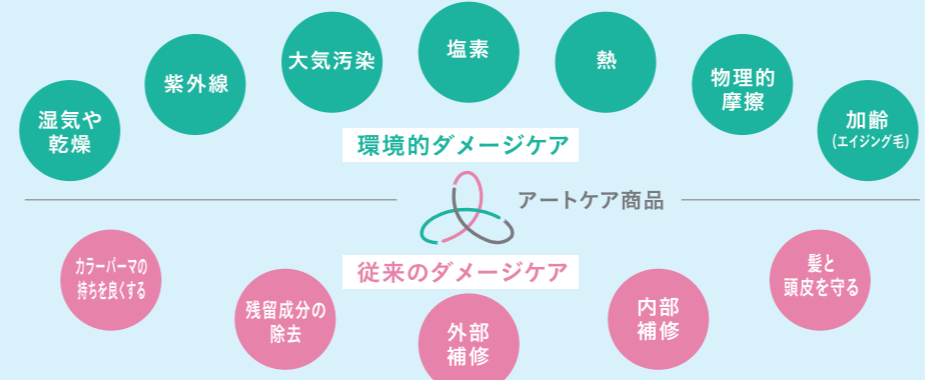 湿気や
乾燥
紫外線
大気汚染
塩素
熱
物理的
摩擦
加齢
(エイジング毛)
環境的ダメージケア
アートケア商品
従来のダメージケア
カラーパーマの
持ちを良くする
残留成分の
除去
外部
補修
内部
補修
髪と
頭皮を守る